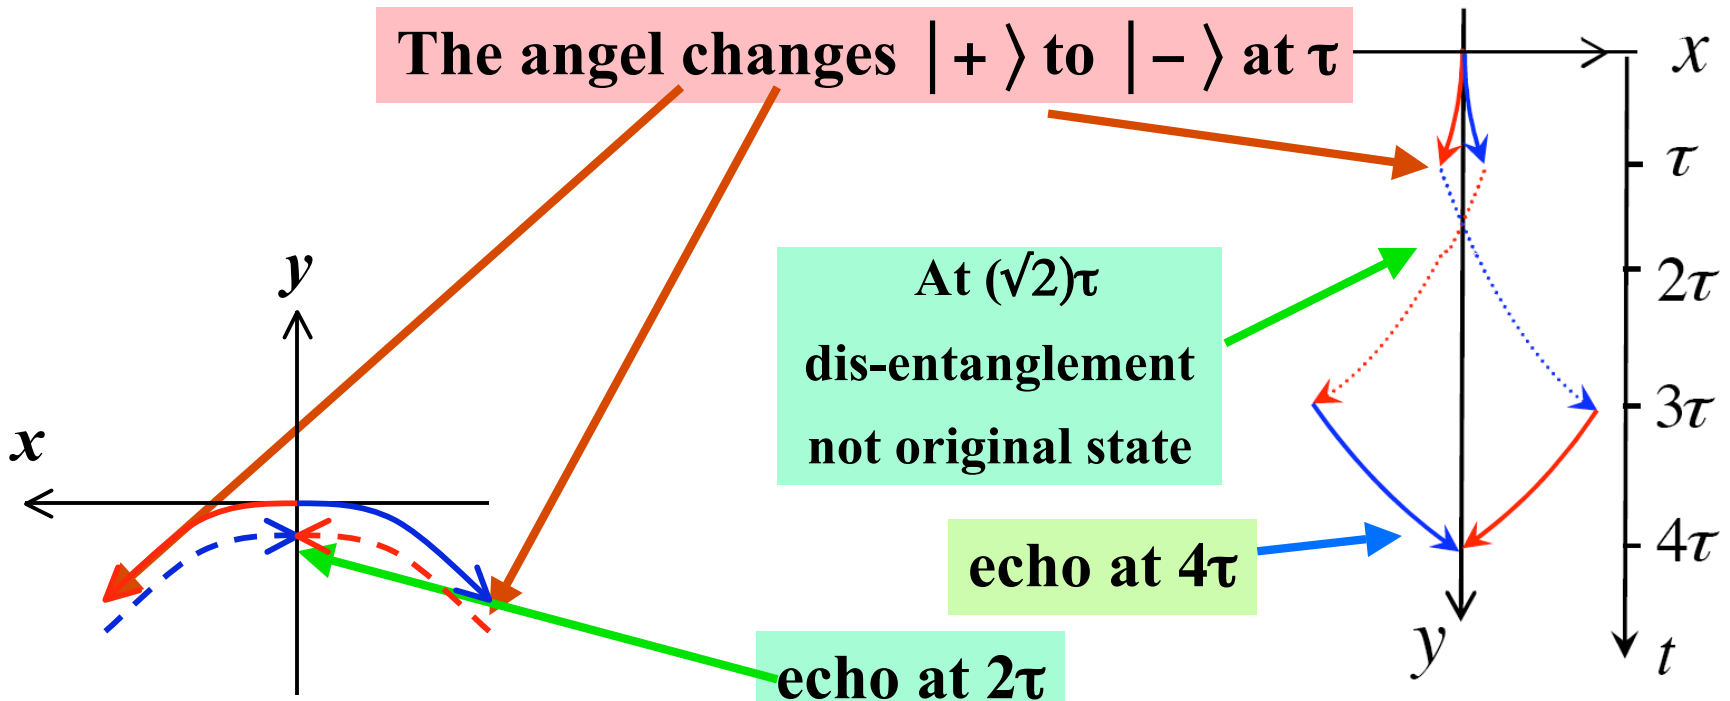 The angel changes |+⟩ to |−⟩ at τ
x
τ
At (√2)τ
dis-entanglement
not original state
2τ
y
x
3τ
echo at 4τ
4τ
y
t
echo at 2τ